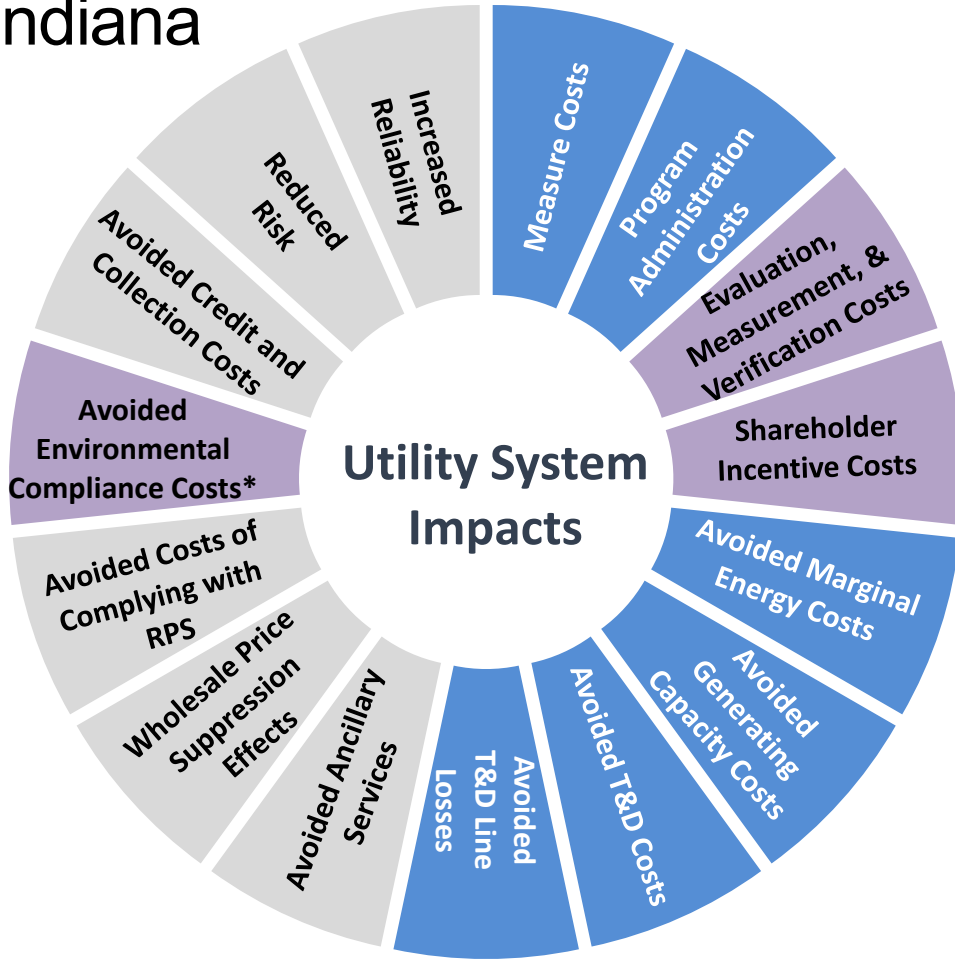 ndiana
Measure Costs
Program
Administration
Costs
Evaluation,
Measurement, &
Verification Costs
Shareholder
Incentive Costs
Avoided Marginal
Energy Costs
Avoided
Generating
Capacity Costs
Avoided T&D Costs
Avoided
T&D Line
Losses
Avoided Ancillary
Services
Wholesale Price
Suppression
Effects
Avoided Costs of
Complying with
RPS
Avoided
Environmental
Compliance Costs*
Avoided Credit and
Collection Costs
Reduced
Risk
Increased
Reliability
Utility System
Impacts